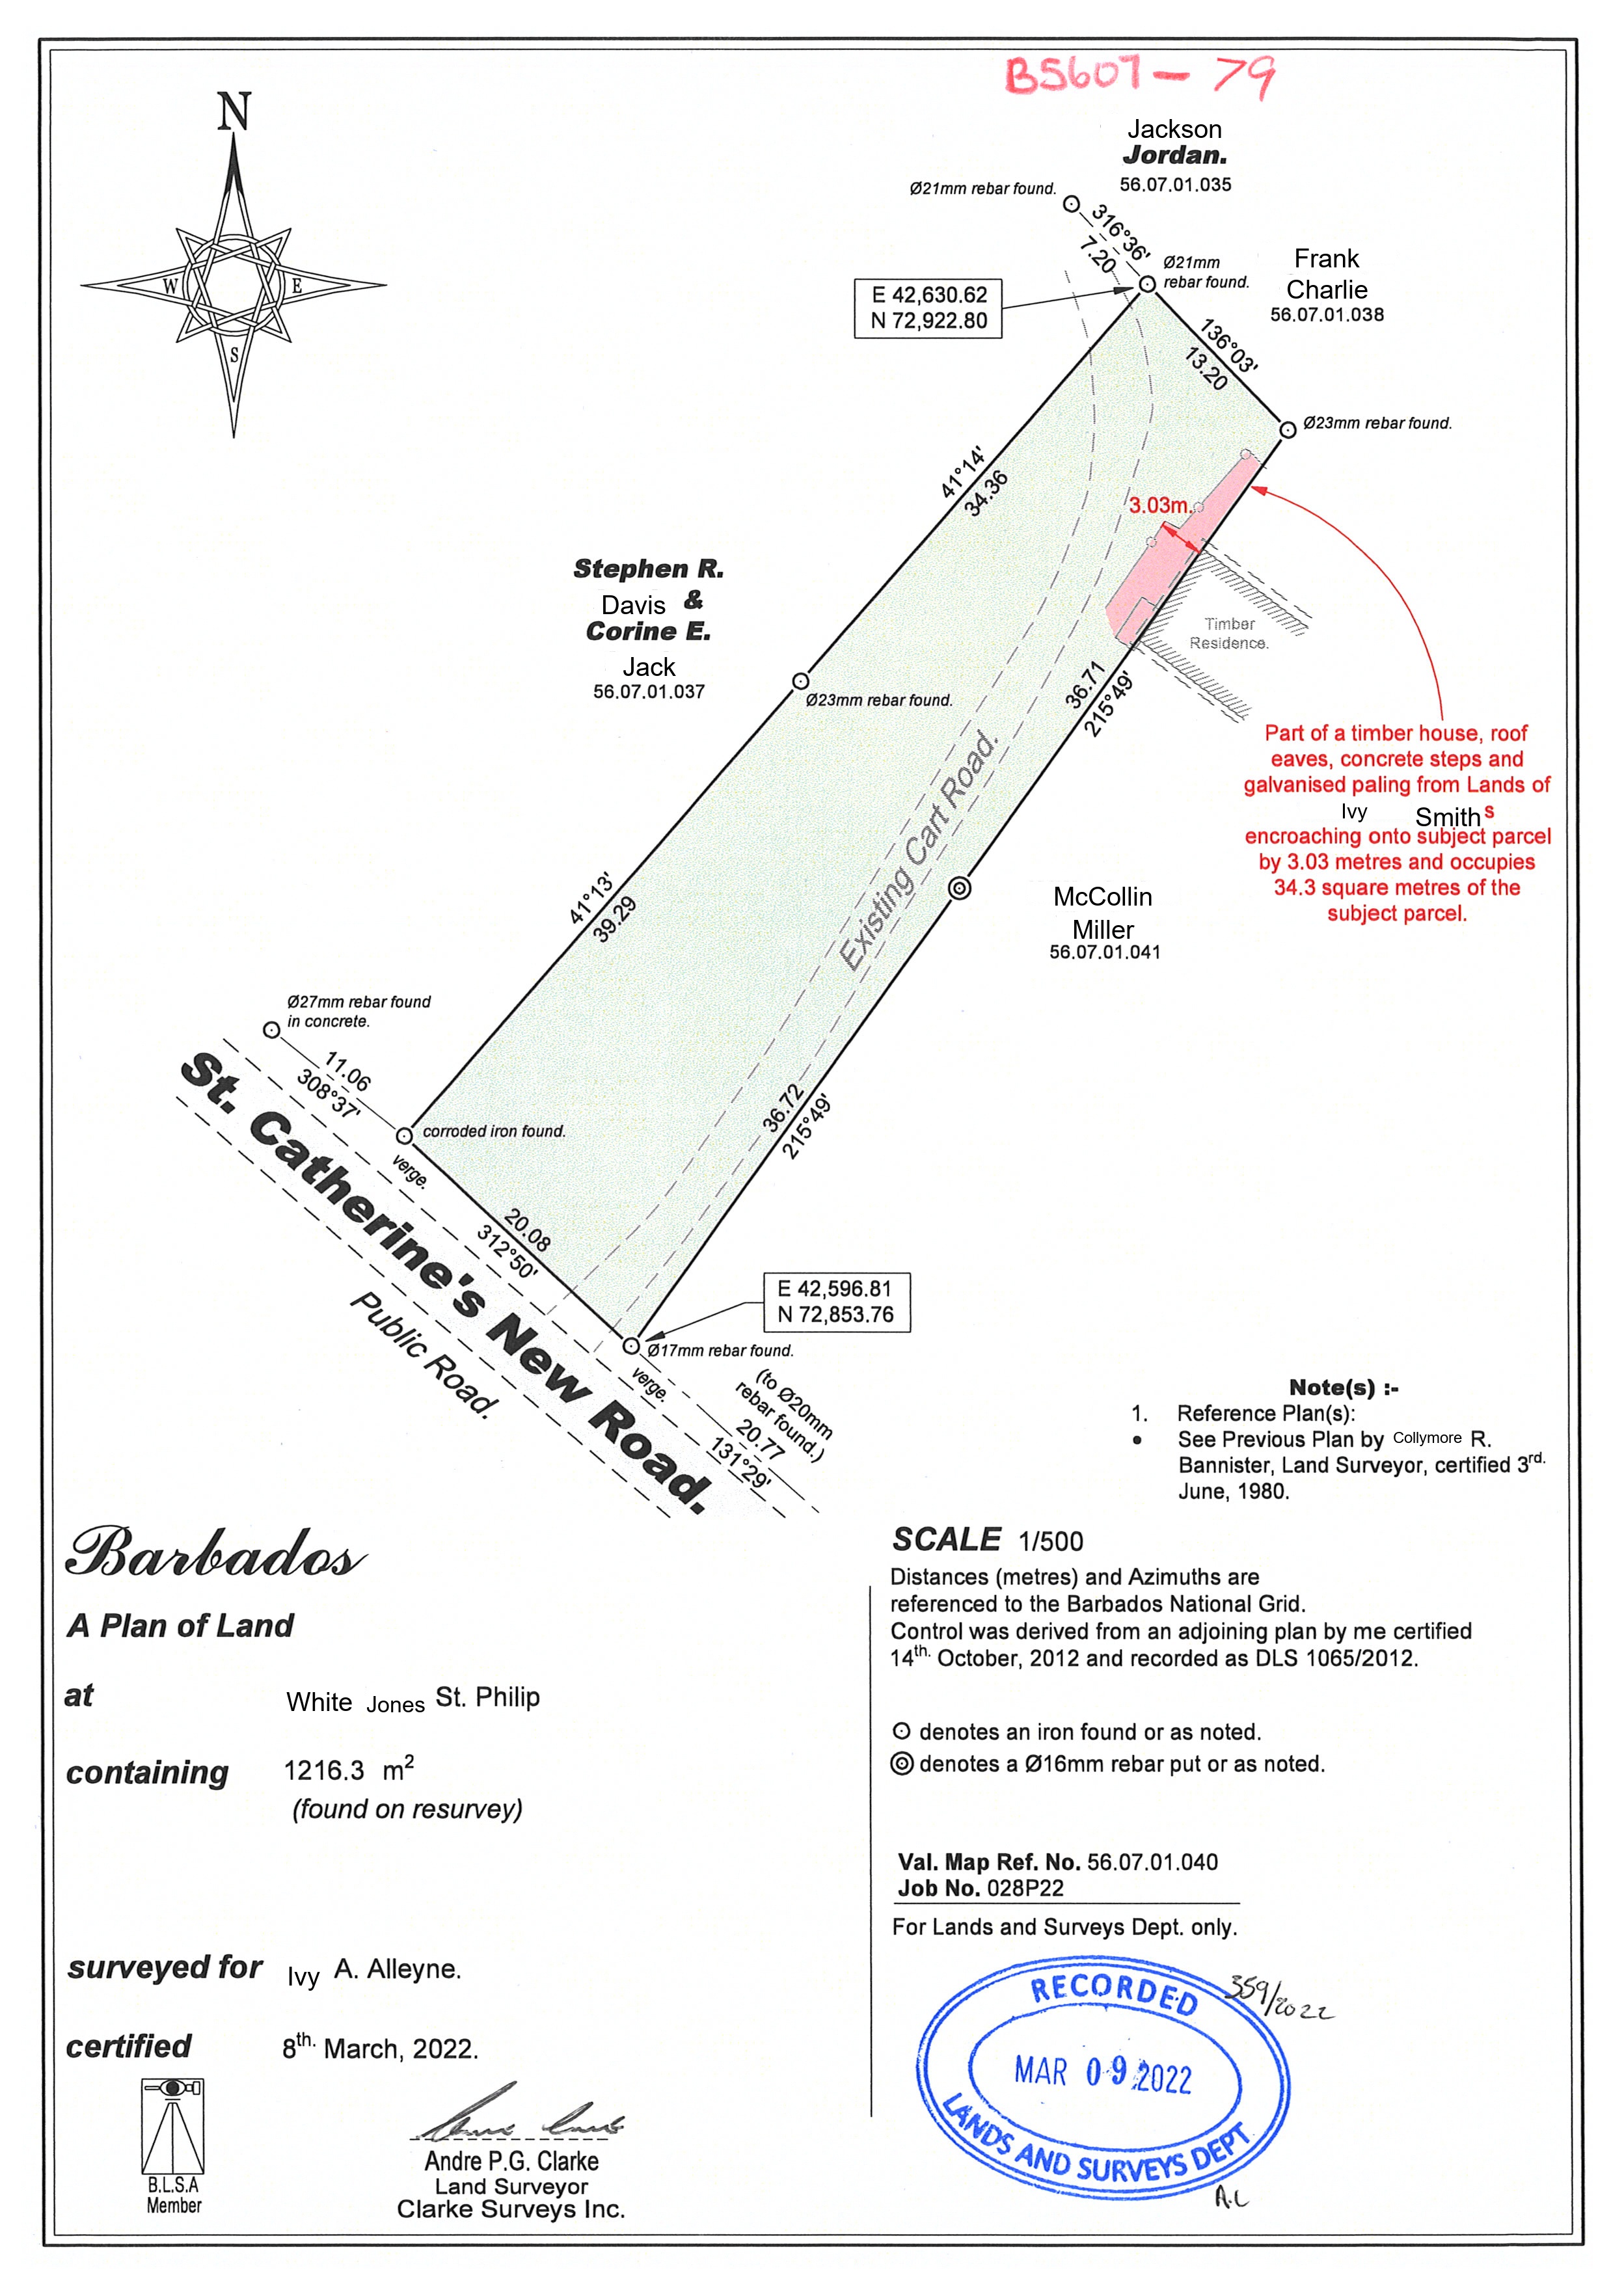 B5607 - 79
N
W
E
S
Jackson
Jordan.
56.07.01.035
Ø21mm rebar found.
316°36'
7.20
Ø21mm
rebar found.
Frank
Charlie
56.07.01.038
E 42,630.62
N 72,922.80
136°03'
13.20
Ø23mm rebar found.
41°14'
34.36
3.03m.
Stephen R.
Davis &
Corine E.
Jack
56.07.01.037
Timber
Residence.
Ø23mm rebar found.
36.71
215°49'
Part of a timber house, roof
eaves, concrete steps and
galvanised paling from Lands of
Ivy Smith s
encroaching onto subject parcel
by 3.03 metres and occupies
34.3 square metres of the
subject parcel.
Existing Cart Road.
41°13'
39.29
McCollin
Miller
56.07.01.041
Ø27mm rebar found
in concrete.
11.06
308°37'
corroded iron found.
verge.
36.72
215°49'
20.08
312°50'
St. Catherine's New Road.
Public Road.
E 42,596.81
N 72,853.76
Ø17mm rebar found.
verge.
(to Ø20mm
rebar found.)
20.77
131°29'
Note(s) :-
1. Reference Plan(s):
• See Previous Plan by Collymore R.
Bannister, Land Surveyor, certified 3rd.
June, 1980.
Barbados
A Plan of Land
at White Jones St. Philip
containing 1216.3 m²
(found on resurvey)
surveyed for Ivy A. Alleyne.
certified 8th. March, 2022.
B.L.S.A
Member
Andre P.G. Clarke
Land Surveyor
Clarke Surveys Inc.
SCALE 1/500
Distances (metres) and Azimuths are
referenced to the Barbados National Grid.
Control was derived from an adjoining plan by me certified
14th. October, 2012 and recorded as DLS 1065/2012.
⊙ denotes an iron found or as noted.
◎ denotes a Ø16mm rebar put or as noted.
Val. Map Ref. No. 56.07.01.040
Job No. 028P22
For Lands and Surveys Dept. only.
RECORDED
359/2022
MAR 09 2022
LANDS AND SURVEYS DEPT
A.L